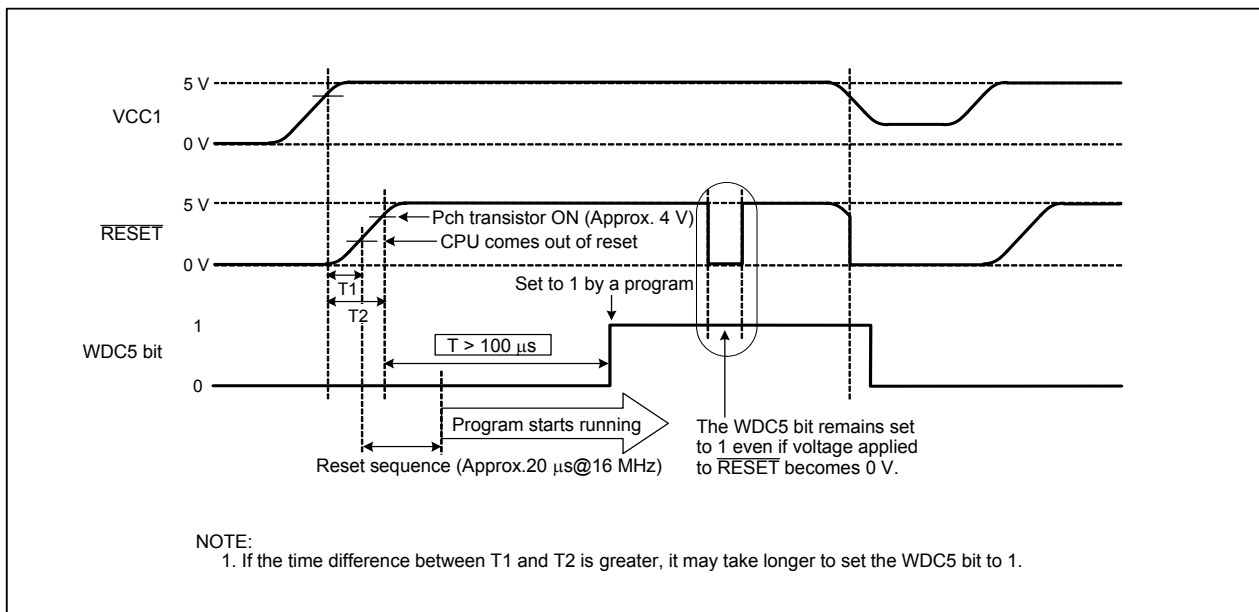 5 V
VCC1
0 V
5 V
Pch transistor ON (Approx. 4 V)
RESET
CPU comes out of reset
0 V
T1
Set to 1 by a program
T2
1
WDC5 bit
T > 100 µs
0
Program starts running
The WDC5 bit remains set
to 1 even if voltage applied
to RESET becomes 0 V.
Reset sequence (Approx.20 µs@16 MHz)
NOTE:
1. If the time difference between T1 and T2 is greater, it may take longer to set the WDC5 bit to 1.